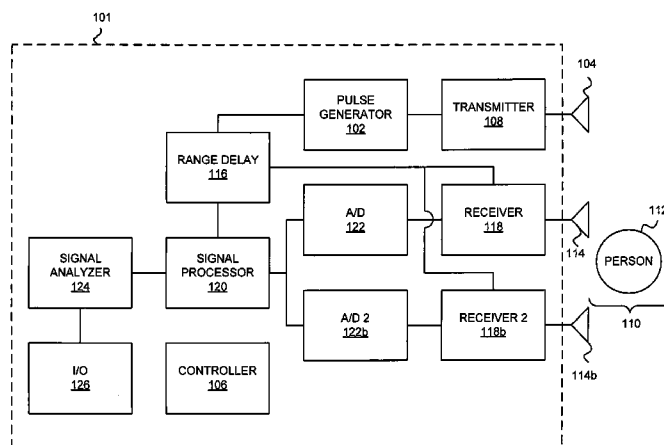 101
104
PULSE
GENERATOR
102
TRANSMITTER
108
RANGE DELAY
116
112
A/D
122
RECEIVER
118
114
PERSON
SIGNAL
ANALYZER
124
SIGNAL
PROCESSOR
120
110
A/D 2
122b
RECEIVER 2
118b
114b
I/O
126
CONTROLLER
106